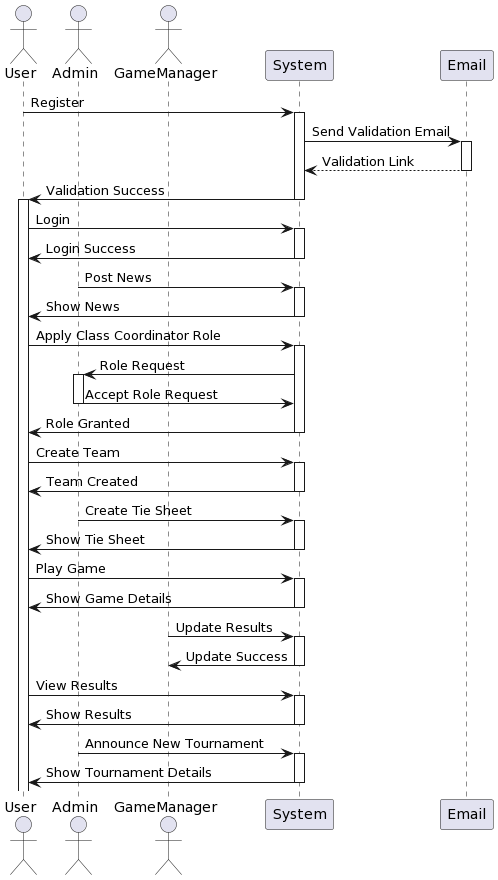 User Admin GameManager System Email
Register
Send Validation Email
Validation Link
Validation Success
Login
Login Success
Post News
Show News
Apply Class Coordinator Role
Role Request
Accept Role Request
Role Granted
Create Team
Team Created
Create Tie Sheet
Show Tie Sheet
Play Game
Show Game Details
Update Results
Update Success
View Results
Show Results
Announce New Tournament
Show Tournament Details
User Admin GameManager System Email